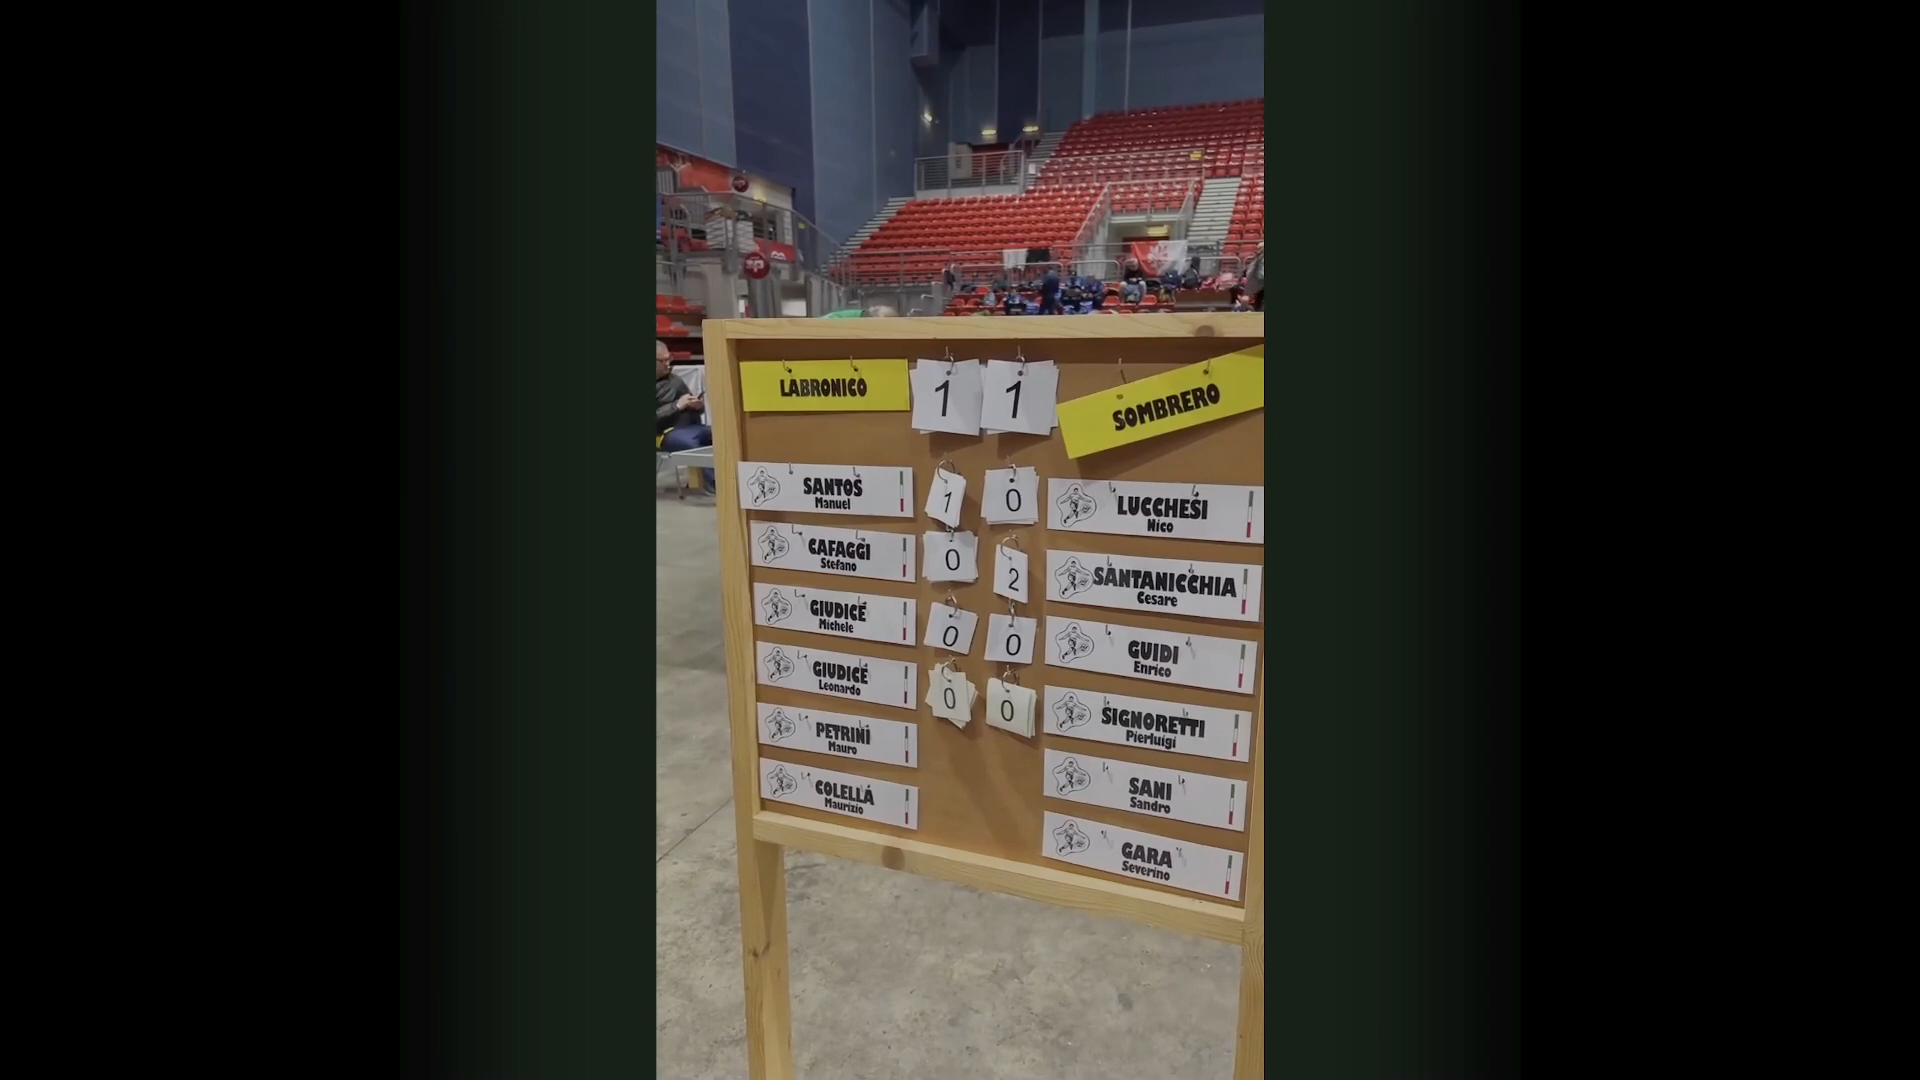 LABRONICO 1 1 SOMBRERO
SANTOS
Manuel
1 0
LUCCHESI
Nico
CAFAGGI
Stefano
0 2
SANTANICCHIA
Cesare
GIUDICE
Michele
0 0
GUIDI
Enrico
GIUDICE
Leonardo
0 0
SIGNORETTI
Pierluigi
PETRINI
Mauro
SANI
Sandro
COLELLA
Maurizio
GARA
Severino